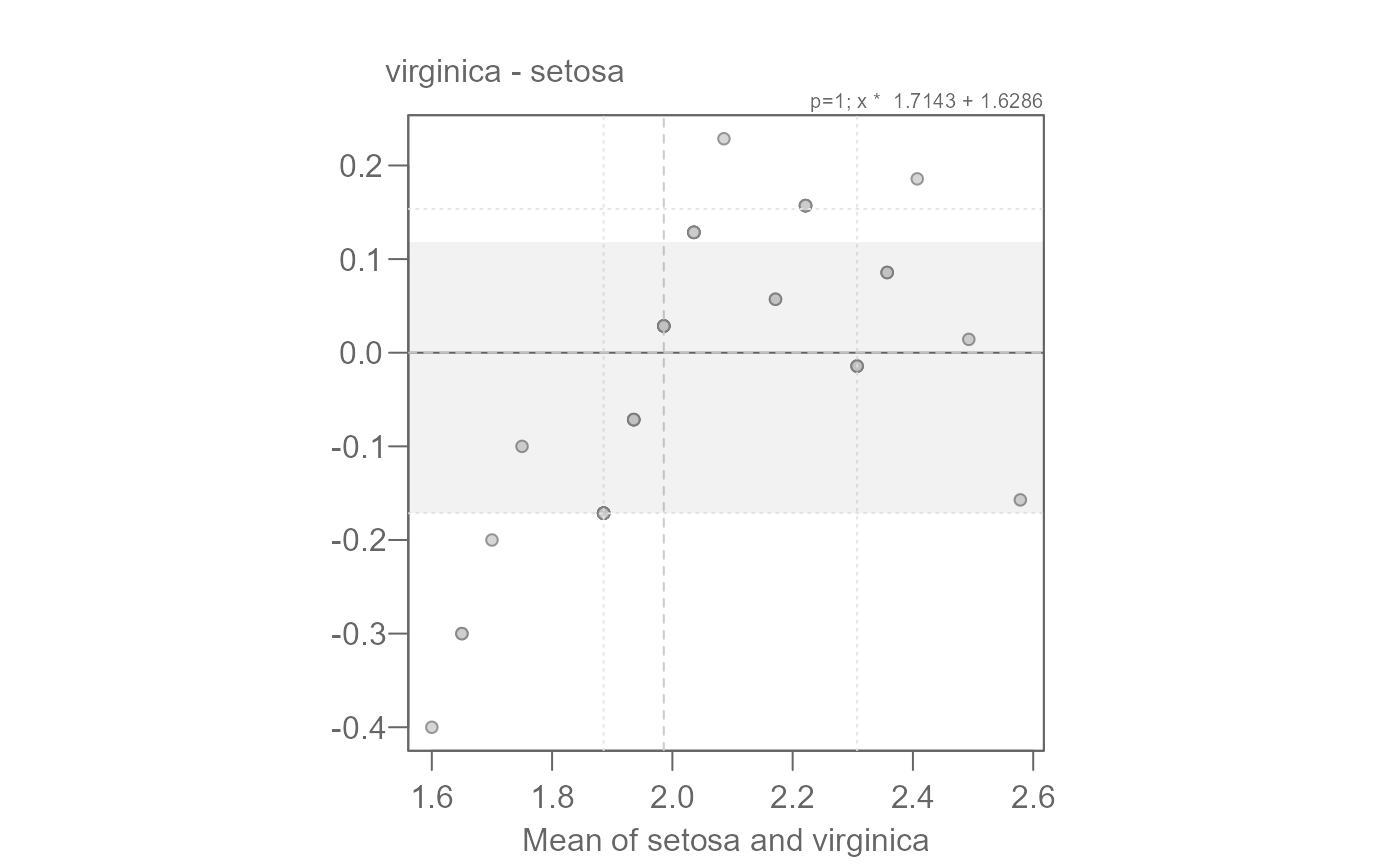 virginica - setosa
p=1; x *  1.7143 + 1.6286
0.2
0.1
0.0
-0.1
-0.2
-0.3
-0.4
1.6 1.8 2.0 2.2 2.4 2.6
Mean of setosa and virginica